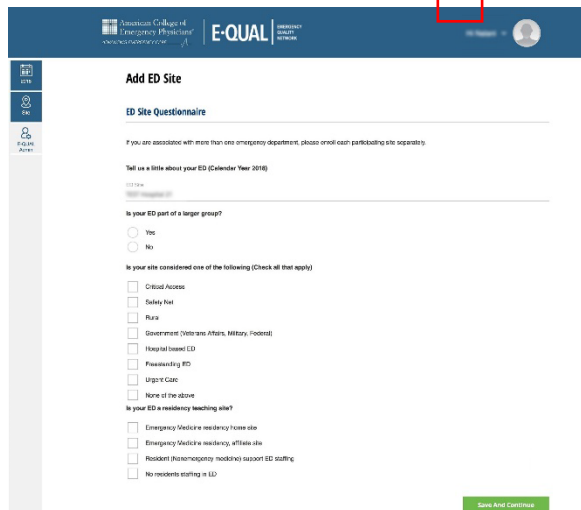 American College of
Emergency Physicians®
ADVANCING EMERGENCY CARE
E·QUAL
EMERGENCY
QUALITY
NETWORK
Site
E-QUAL
Admin
Add ED Site
ED Site Questionnaire
If you are associated with more than one emergency department, please enroll each participating site separately.
Tell us a little about your ED (Calender Year 2018)
ED Site
Is your ED part of a larger group?
Yes
No
Is your site considered one of the following (Check all that apply)
Critical Access
Safety Net
Rural
Government (Veterans Affairs, Military, Federal)
Hospital based ED
Freestanding ED
Urgent Care
None of the above
Is your ED a residency teaching site?
Emergency Medicine residency home site
Emergency Medicine residency, affiliate site
Resident (Nonemergency medicine) support ED staffing
No residents staffing in ED
Save And Continue